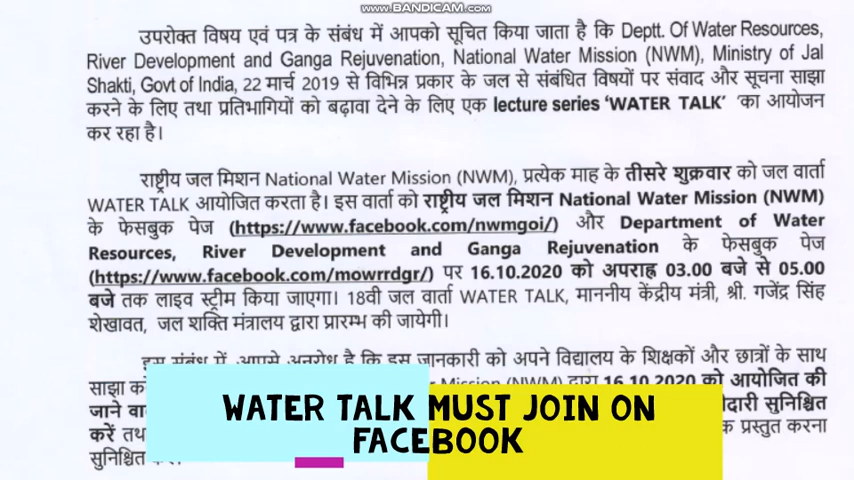 WWW.BANDICAM.COM
उपरोक्त विषय एवं पत्र के संबंध में आपको सूचित किया जाता है कि Deptt. Of Water Resources,
River Development and Ganga Rejuvenation, National Water Mission (NWM), Ministry of Jal
Shakti, Govt of India, 22 मार्च 2019 से विभिन्न प्रकार के जल से संबंधित विषयों पर संवाद और सूचना साझा
करने के लिए तथा प्रतिभागियों को बढ़ावा देने के लिए एक lecture series ‘WATER TALK’ ‘का आयोजन
कर रहा है।
राष्ट्रीय जल मिशन National Water Mission (NWM), प्रत्येक माह के तीसरे शुक्रवार को जल वार्ता
WATER TALK आयोजित करता है। इस वार्ता को राष्ट्रीय जल मिशन National Water Mission (NWM)
के फेसबुक पेज (https://www.facebook.com/nwmgoi/) और Department of Water
Resources, River Development and Ganga Rejuvenation के फेसबुक पेज
(https://www.facebook.com/mowrrdgr/) पर 16.10.2020 को अपराह्न 03.00 बजे से 05.00
बजे तक लाइव स्ट्रीम किया जाएगा। 18वी जल वार्ता WATER TALK, माननीय केंद्रीय मंत्री, श्री. गजेंद्र सिंह
शेखावत, जल शक्ति मंत्रालय द्वारा प्रारम्भ की जायेगी।
इस संबंध में, आपसे अनुरोध है कि इस जानकारी को अपने विद्यालय के शिक्षकों और छात्रों के साथ
साझा Mission (NWM) द्वारा 16.10.2020 को आयोजित की
जाने सुनिश्चित
करें प्रस्तुत करना
सुनिश्चित
WATER TALK MUST JOIN ON
FACEBOOK